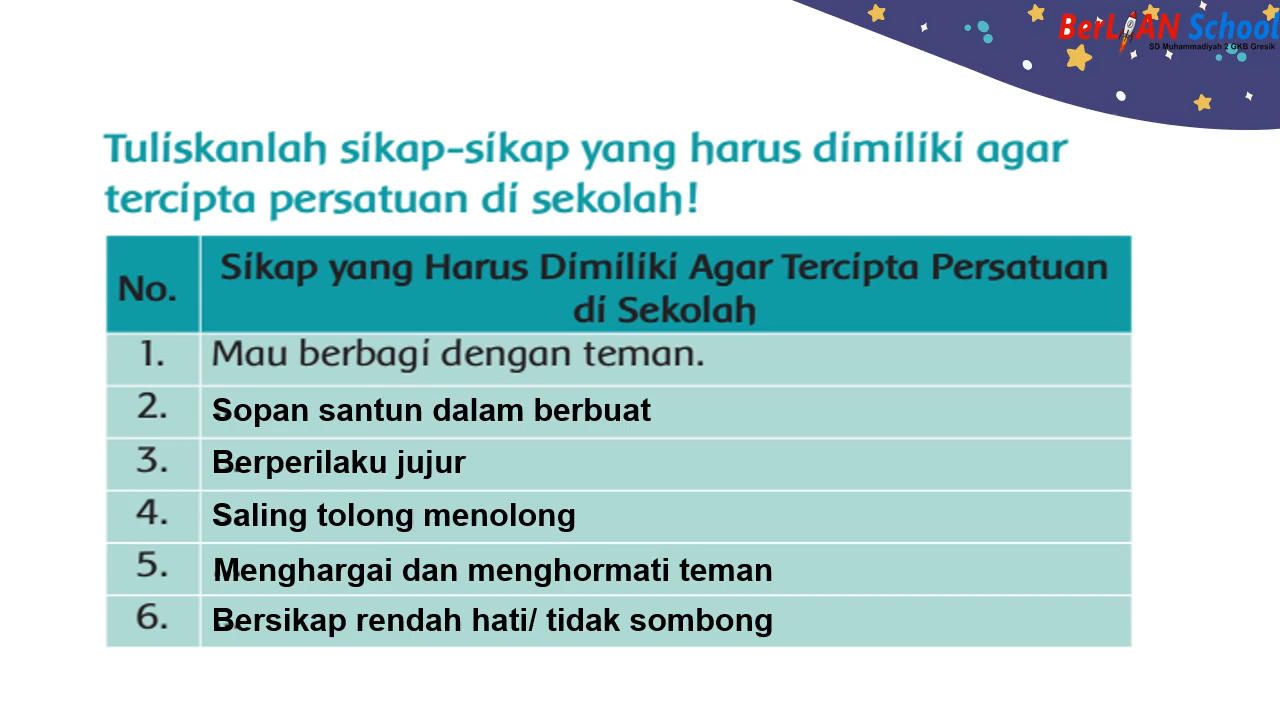 BerLIAN School
SD Muhammadiyah 2 GKB Gresik
Tuliskanlah sikap-sikap yang harus dimiliki agar
tercipta persatuan di sekolah!
No.
Sikap yang Harus Dimiliki Agar Tercipta Persatuan
di Sekolah
1. Mau berbagi dengan teman.
2. Sopan santun dalam berbuat
3. Berperilaku jujur
4. Saling tolong menolong
5. Menghargai dan menghormati teman
6. Bersikap rendah hati/ tidak sombong